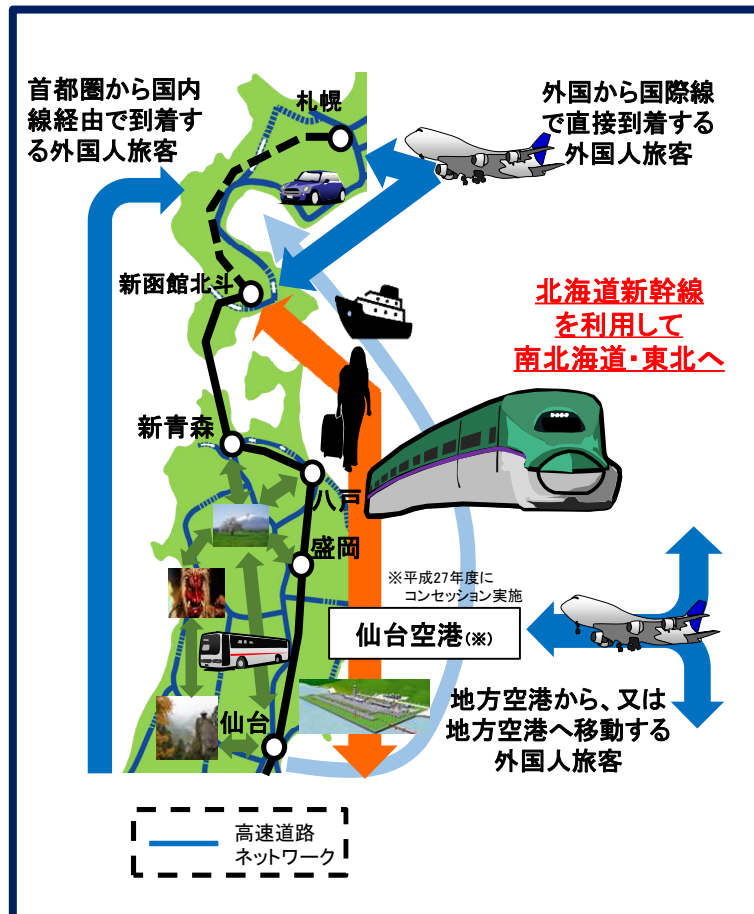 首都圏から国内
線経由で到着す
る外国人旅客
札幌
外国から国際線
で直接到着する
外国人旅客
新函館北斗
北海道新幹線
を利用して
南北海道・東北へ
新青森
八戸
盛岡
※平成27年度に
コンセッション実施
仙台空港(※)
仙台
地方空港から、又は
地方空港へ移動する
外国人旅客
高速道路
ネットワーク